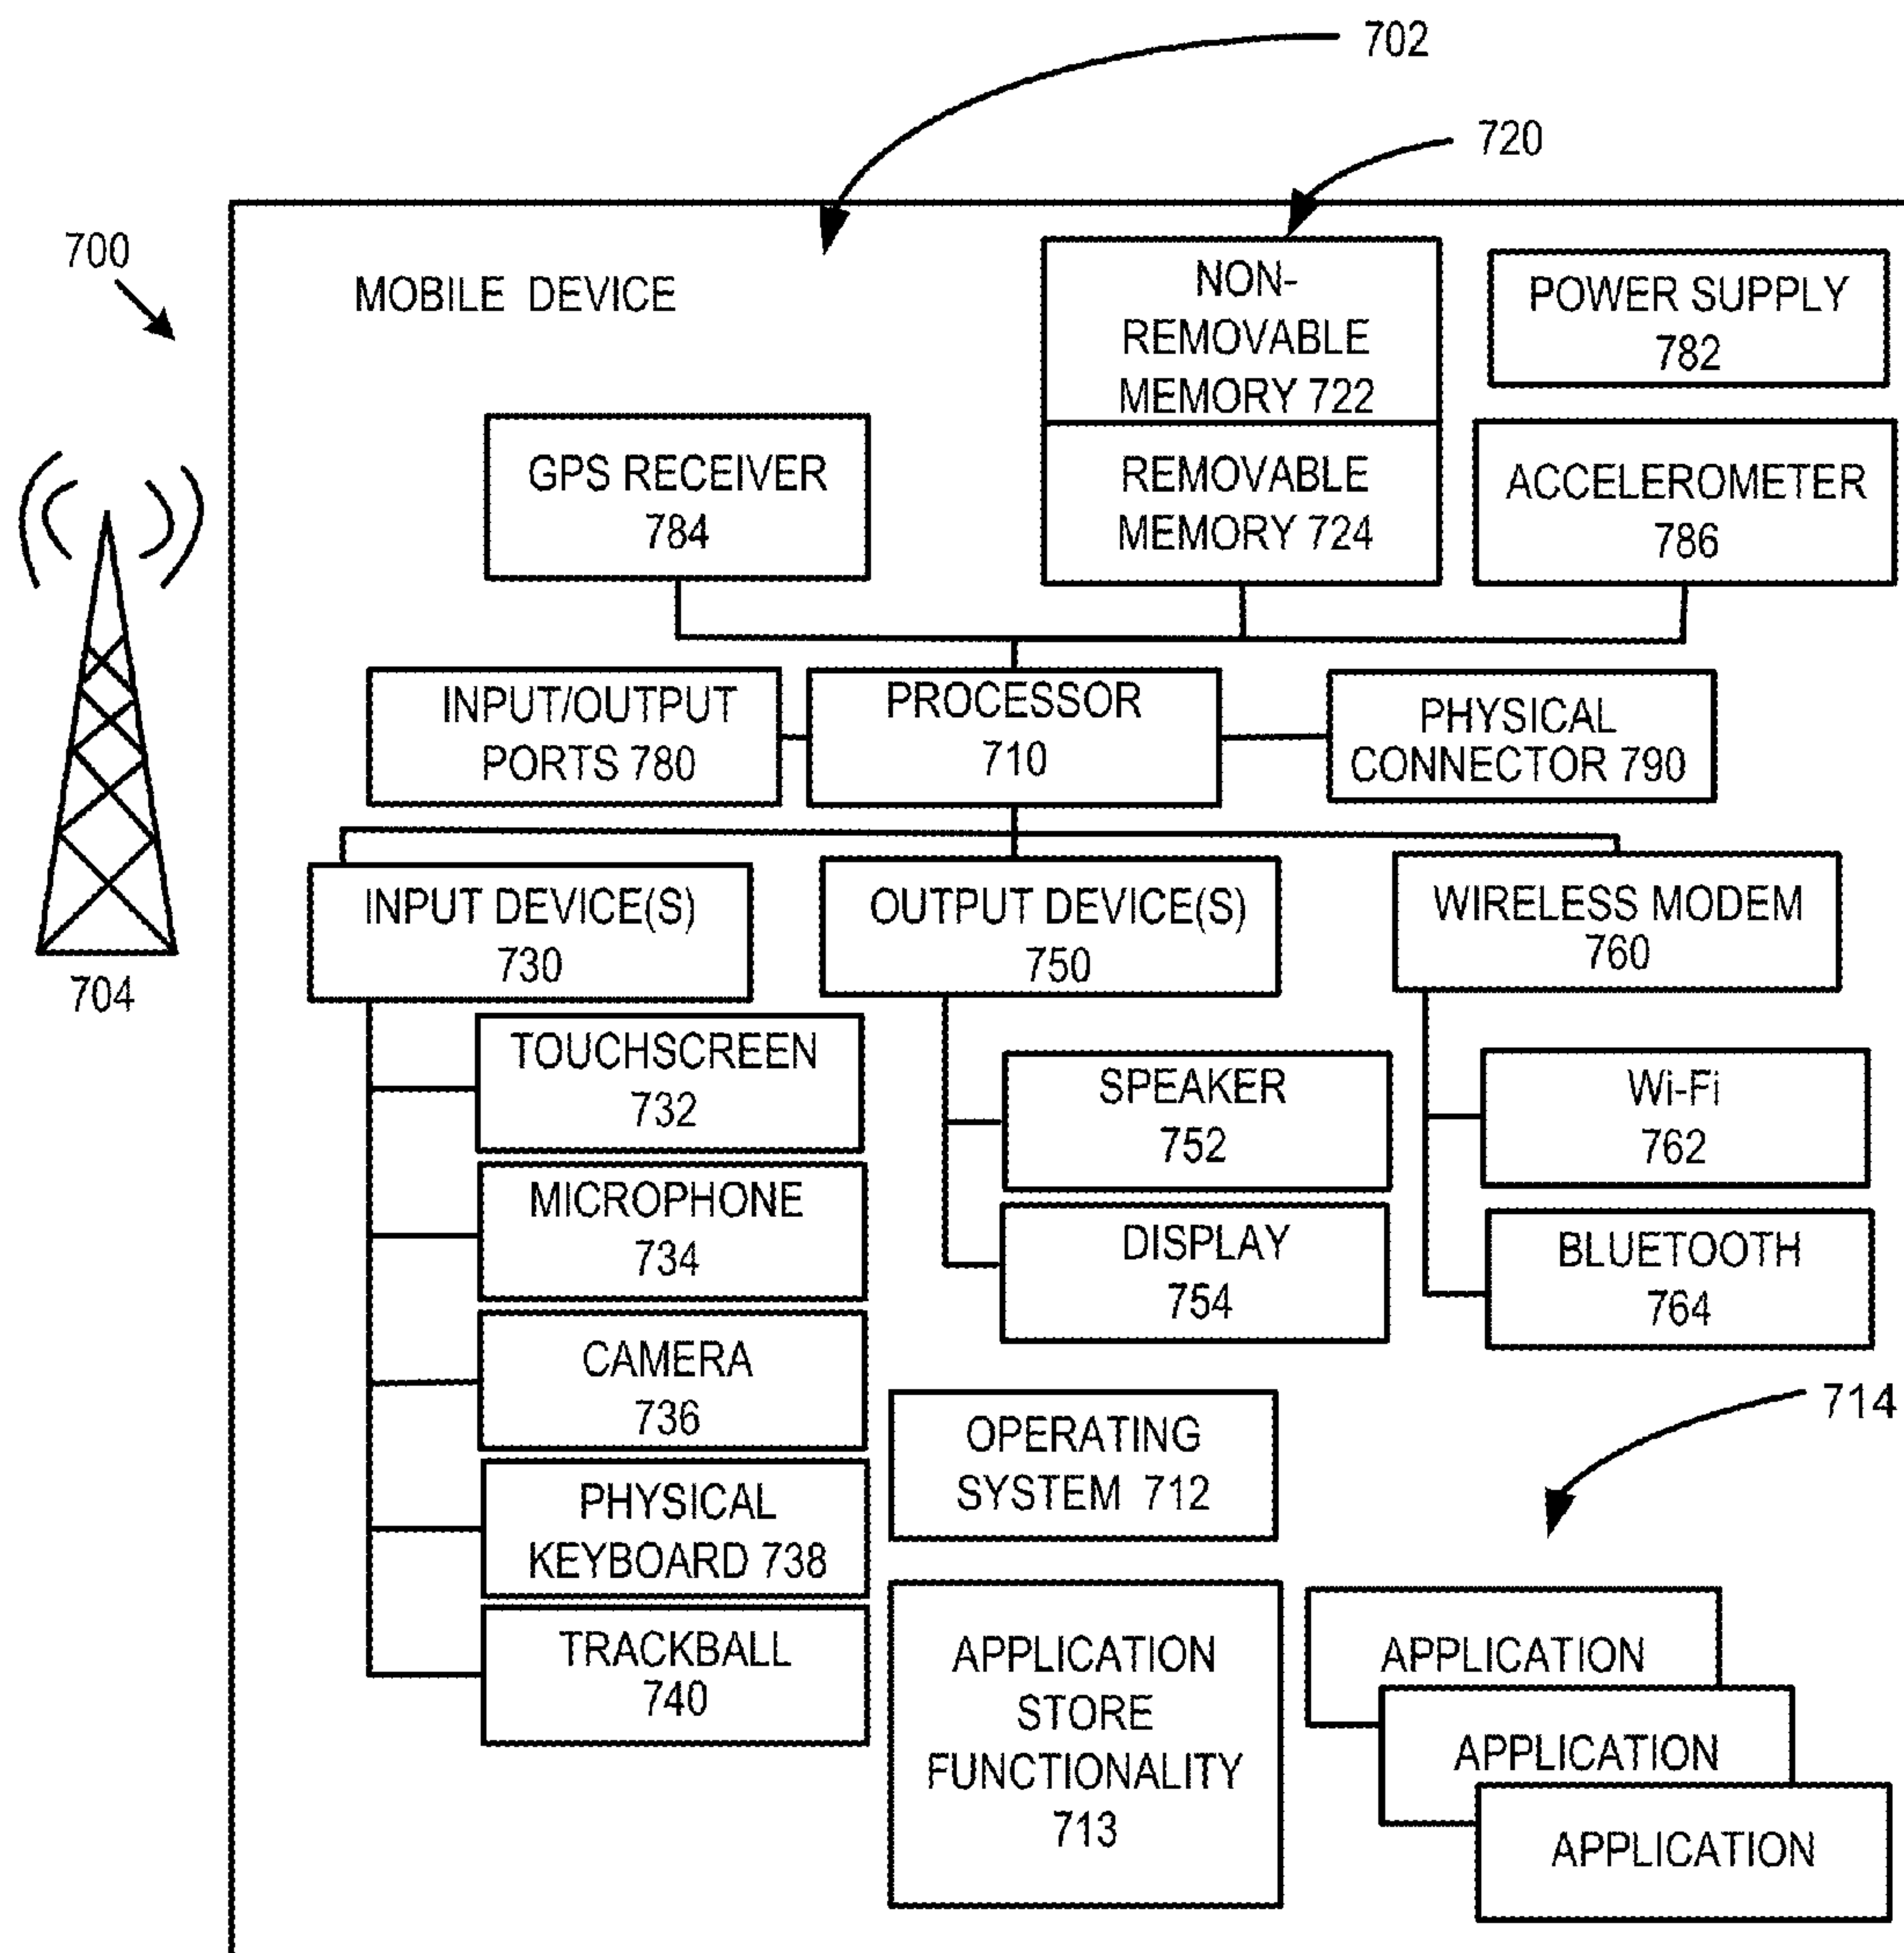 702
720
700
MOBILE DEVICE
NON-
REMOVABLE
MEMORY 722
POWER SUPPLY
782
GPS RECEIVER
784
REMOVABLE
MEMORY 724
ACCELEROMETER
786
INPUT/OUTPUT
PORTS 780
PROCESSOR
710
PHYSICAL
CONNECTOR 790
704
INPUT DEVICE(S)
730
OUTPUT DEVICE(S)
750
WIRELESS MODEM
760
TOUCHSCREEN
732
MICROPHONE
734
CAMERA
736
PHYSICAL
KEYBOARD 738
TRACKBALL
740
SPEAKER
752
DISPLAY
754
Wi-Fi
762
BLUETOOTH
764
OPERATING
SYSTEM 712
714
APPLICATION
STORE
FUNCTIONALITY
713
APPLICATION
APPLICATION
APPLICATION